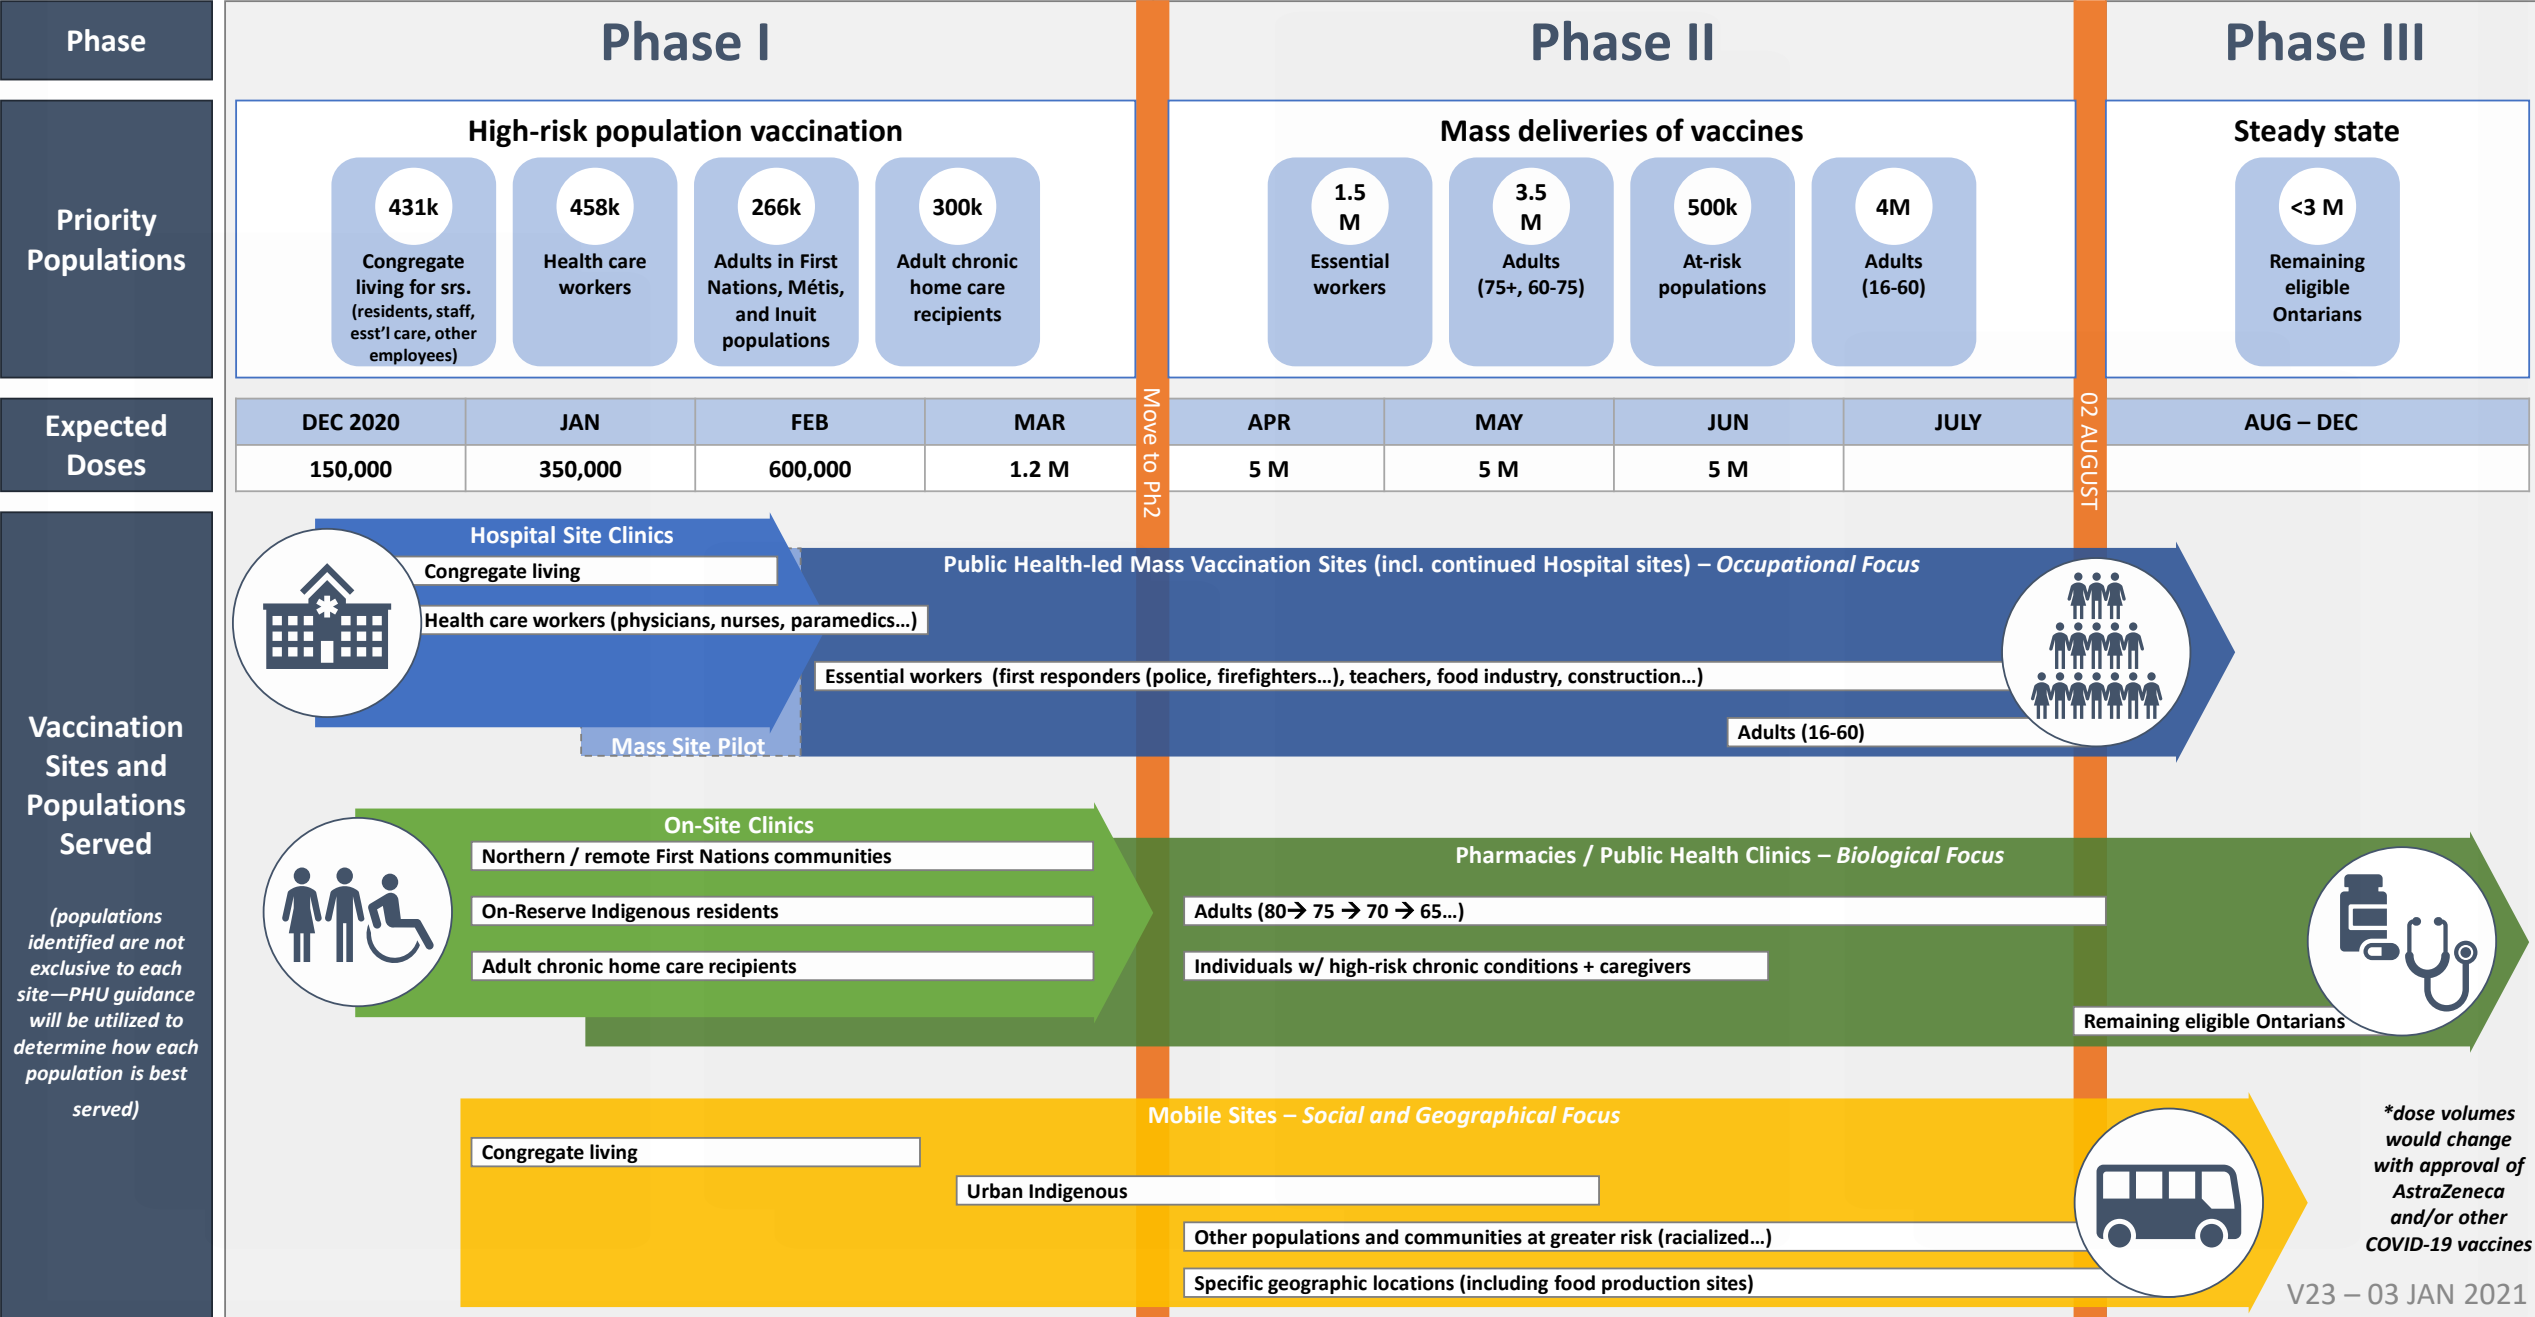 Phase
Phase I
Phase II
Phase III
Priority
Populations
High-risk population vaccination
431k
Congregate
living for srs.
(residents, staff,
esst'l care, other
employees)
458k
Health care
workers
266k
Adults in First
Nations, Métis,
and Inuit
populations
300k
Adult chronic
home care
recipients
Mass deliveries of vaccines
1.5
M
Essential
workers
3.5
M
Adults
(75+, 60-75)
500k
At-risk
populations
4M
Adults
(16-60)
Steady state
<3 M
Remaining
eligible
Ontarians
Expected
Doses
DEC 2020 JAN FEB MAR APR MAY JUN JULY AUG – DEC
150,000 350,000 600,000 1.2 M 5 M 5 M 5 M
Move to Ph2
02 AUGUST
Vaccination
Sites and
Populations
Served
(populations
identified are not
exclusive to each
site—PHU guidance
will be utilized to
determine how each
population is best
served)
Hospital Site Clinics
Congregate living
Health care workers (physicians, nurses, paramedics...)
Mass Site Pilot
Public Health-led Mass Vaccination Sites (incl. continued Hospital sites) – Occupational Focus
Essential workers (first responders (police, firefighters...), teachers, food industry, construction...)
Adults (16-60)
On-Site Clinics
Northern / remote First Nations communities
On-Reserve Indigenous residents
Adult chronic home care recipients
Pharmacies / Public Health Clinics – Biological Focus
Adults (80→ 75 → 70 → 65...)
Individuals w/ high-risk chronic conditions + caregivers
Remaining eligible Ontarians
Mobile Sites – Social and Geographical Focus
Congregate living
Urban Indigenous
Other populations and communities at greater risk (racialized...)
Specific geographic locations (including food production sites)
*dose volumes
would change
with approval of
AstraZeneca
and/or other
COVID-19 vaccines
V23 – 03 JAN 2021